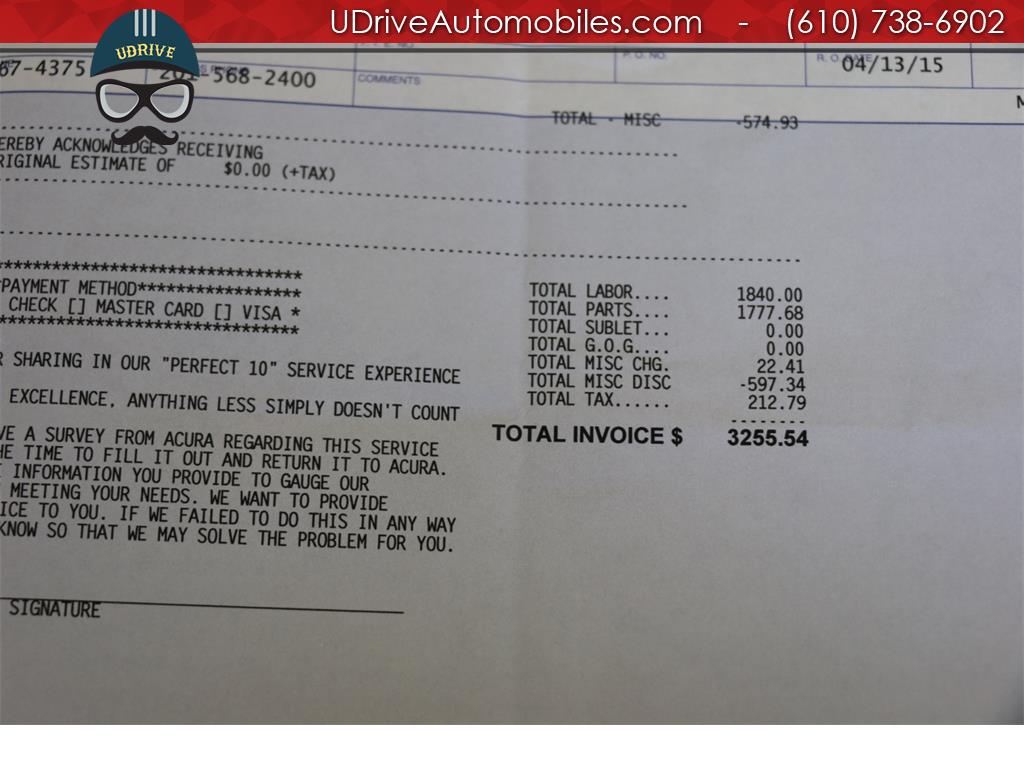 UDriveAutomobiles.com - (610) 738-6902
UDRIVE
P. O. NO.
67-4375 201-568-2400 COMMENTS R. O. DATE 04/13/15
M
TOTAL - MISC -574.93
EREBY ACKNOWLEDGES RECEIVING
RIGINAL ESTIMATE OF $0.00 (+TAX)
**********************************
*PAYMENT METHOD******************
CHECK [] MASTER CARD [] VISA *
**********************************
TOTAL LABOR.... 1840.00
TOTAL PARTS.... 1777.68
TOTAL SUBLET... 0.00
TOTAL G.O.G.... 0.00
TOTAL MISC CHG. 22.41
TOTAL MISC DISC -597.34
TOTAL TAX...... 212.79
TOTAL INVOICE $ 3255.54
R SHARING IN OUR "PERFECT 10" SERVICE EXPERIENCE
EXCELLENCE. ANYTHING LESS SIMPLY DOESN'T COUNT
VE A SURVEY FROM ACURA REGARDING THIS SERVICE
HE TIME TO FILL IT OUT AND RETURN IT TO ACURA.
E INFORMATION YOU PROVIDE TO GAUGE OUR
MEETING YOUR NEEDS. WE WANT TO PROVIDE
ICE TO YOU. IF WE FAILED TO DO THIS IN ANY WAY
KNOW SO THAT WE MAY SOLVE THE PROBLEM FOR YOU.
SIGNATURE